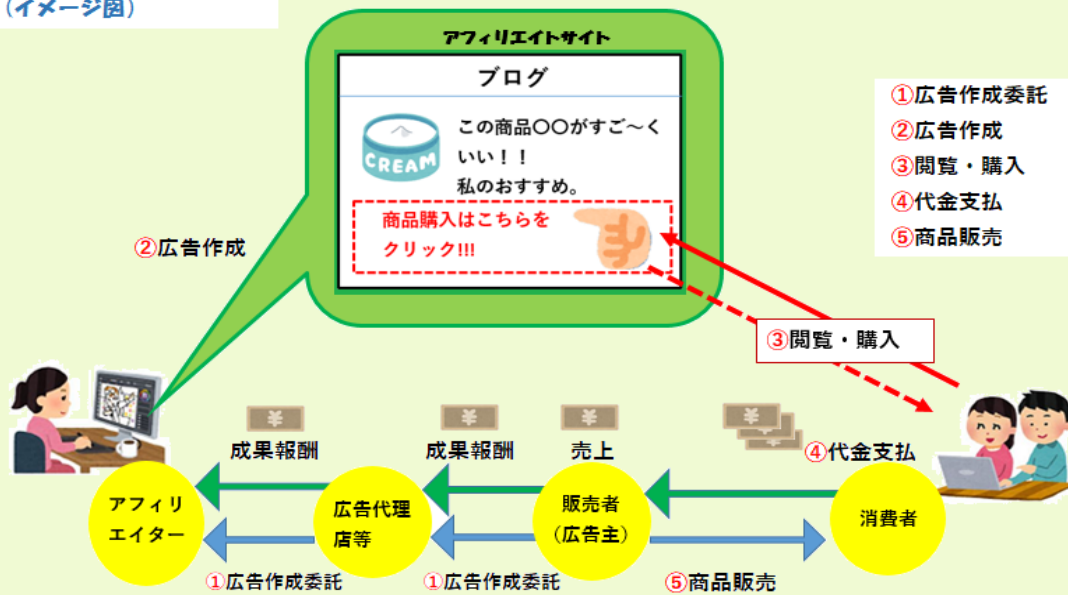 (イメージ図)
アフィリエイトサイト
ブログ
CREAM
この商品〇〇がすご～く
いい！！
私のおすすめ。
商品購入はこちらを
クリック!!!
①広告作成委託
②広告作成
③閲覧・購入
④代金支払
⑤商品販売
②広告作成
③閲覧・購入
¥
¥
¥
¥
成果報酬
成果報酬
売上
④代金支払
アフィリ
エイター
広告代理
店等
販売者
(広告主)
消費者
①広告作成委託
①広告作成委託
⑤商品販売